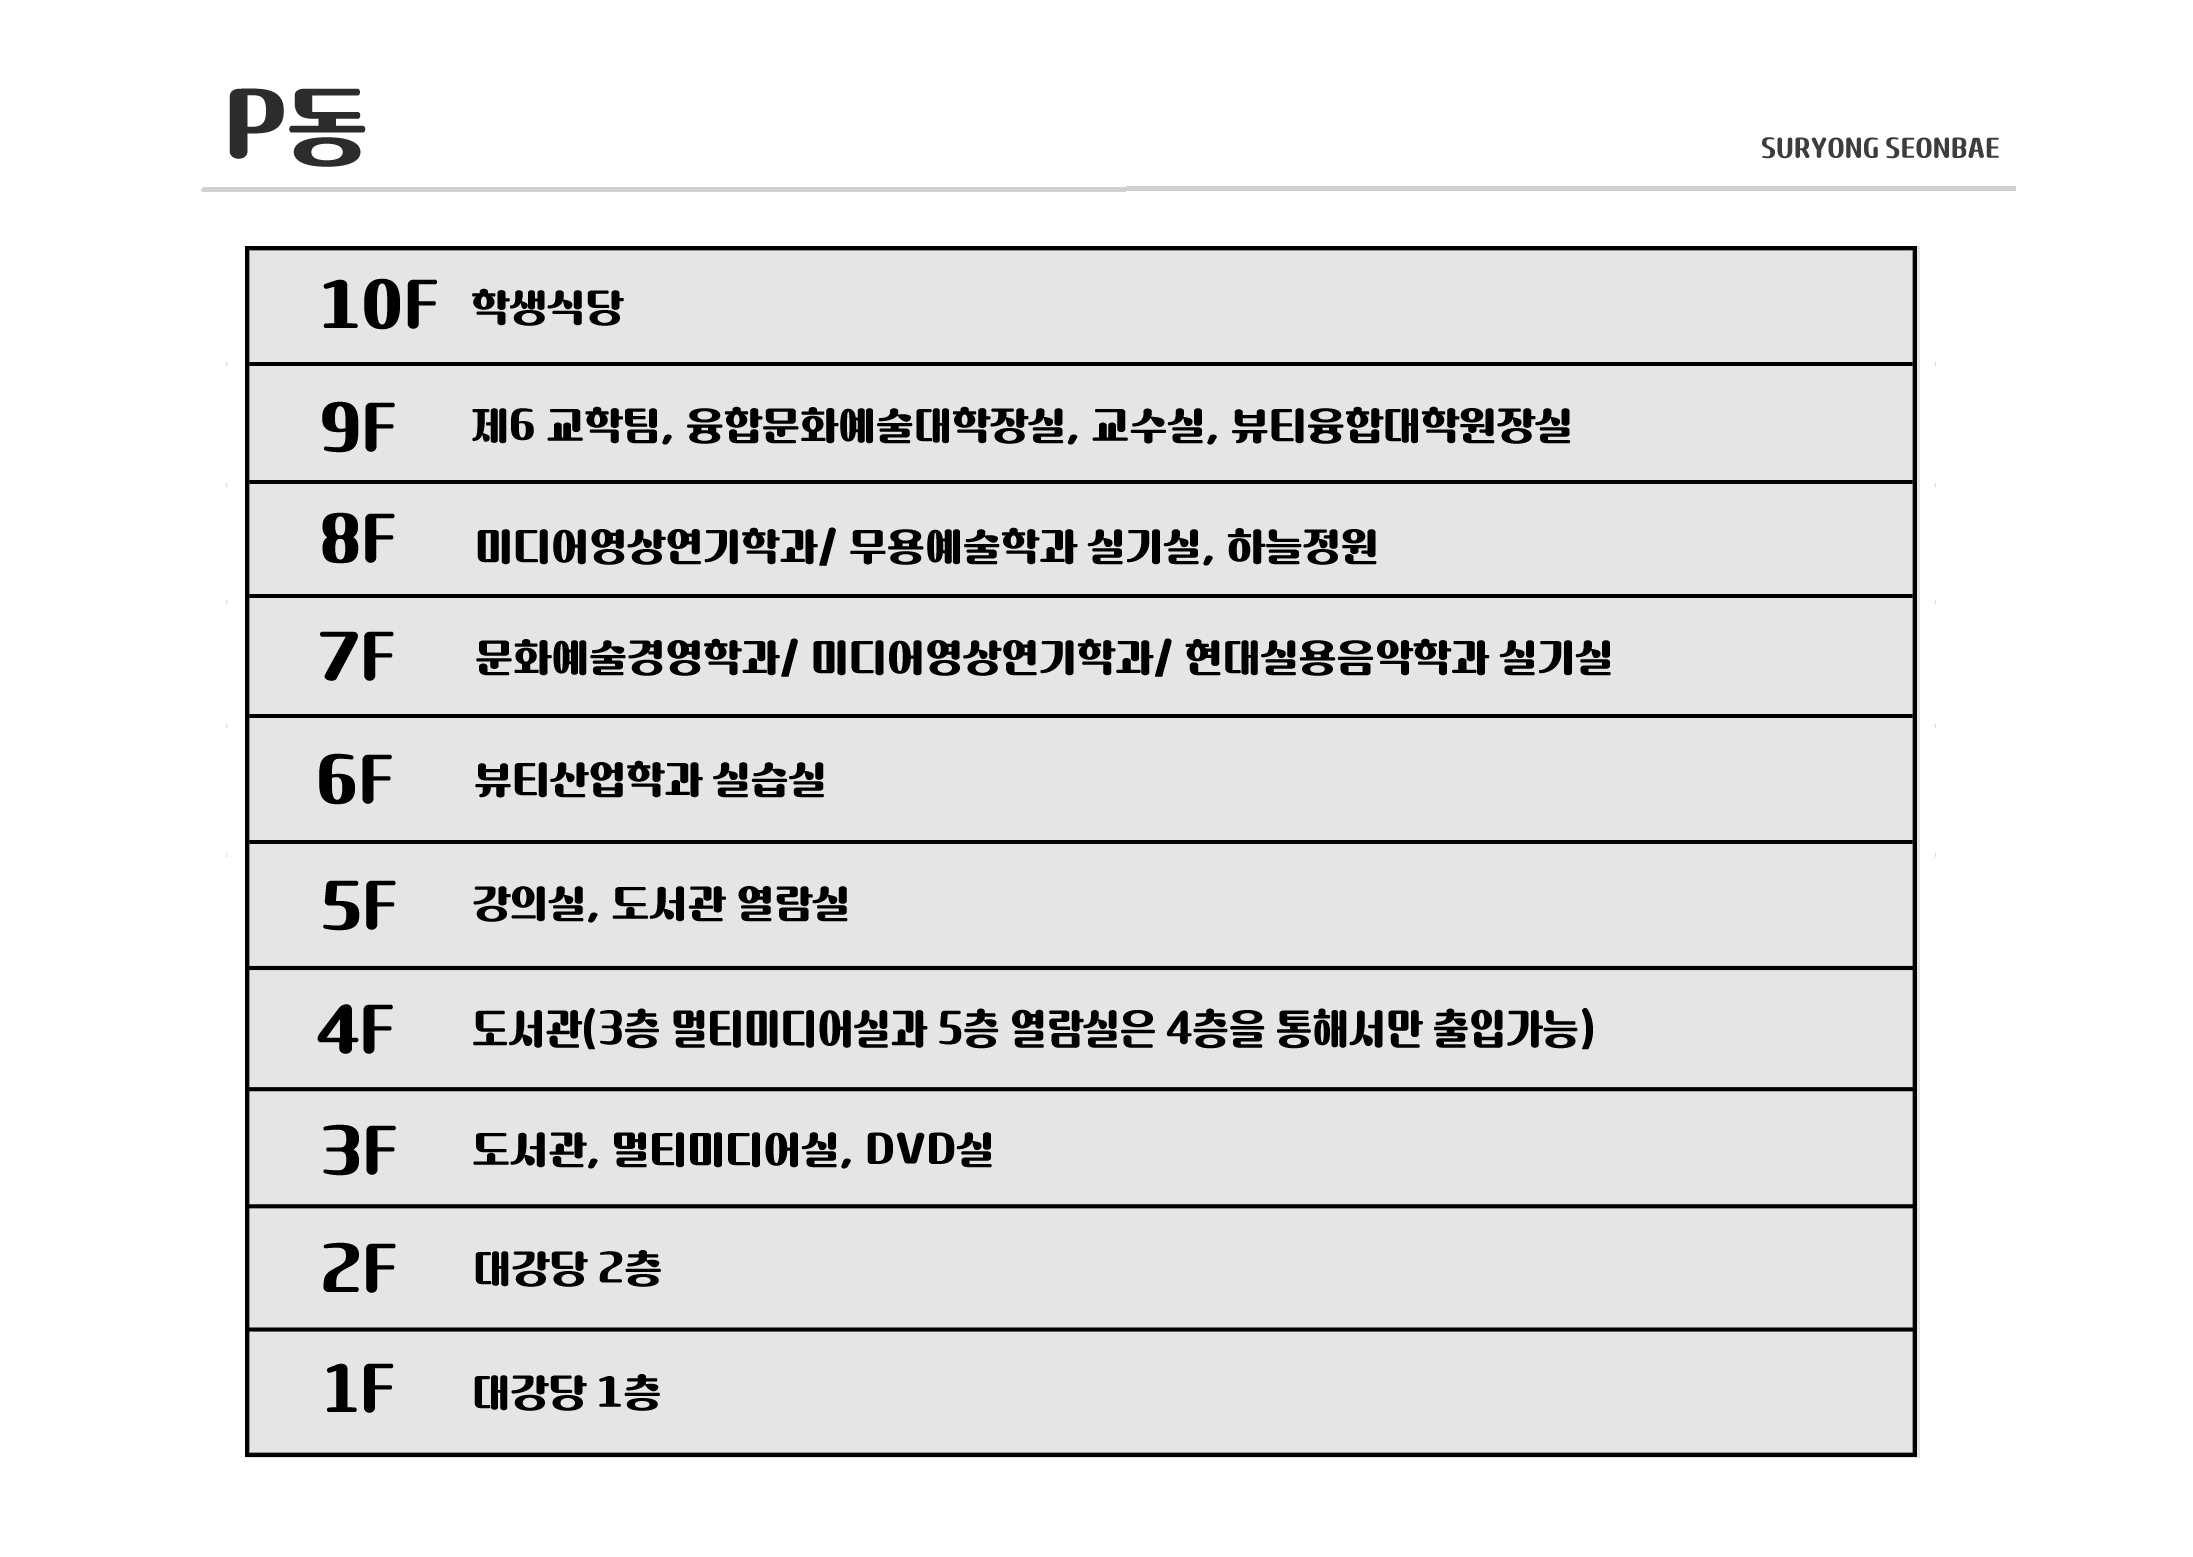 P동
SURYONG SEONBAE
10F 학생식당
9F 제6 교학팀, 융합문화예술대학장실, 교수실, 뷰티융합대학원장실
8F 미디어영상연기학과/ 무용예술학과 실기실, 하늘정원
7F 문화예술경영학과/ 미디어영상연기학과/ 현대실용음악학과 실기실
6F 뷰티산업학과 실습실
5F 강의실, 도서관 열람실
4F 도서관(3층 멀티미디어실과 5층 열람실은 4층을 통해서만 출입가능)
3F 도서관, 멀티미디어실, DVD실
2F 대강당 2층
1F 대강당 1층